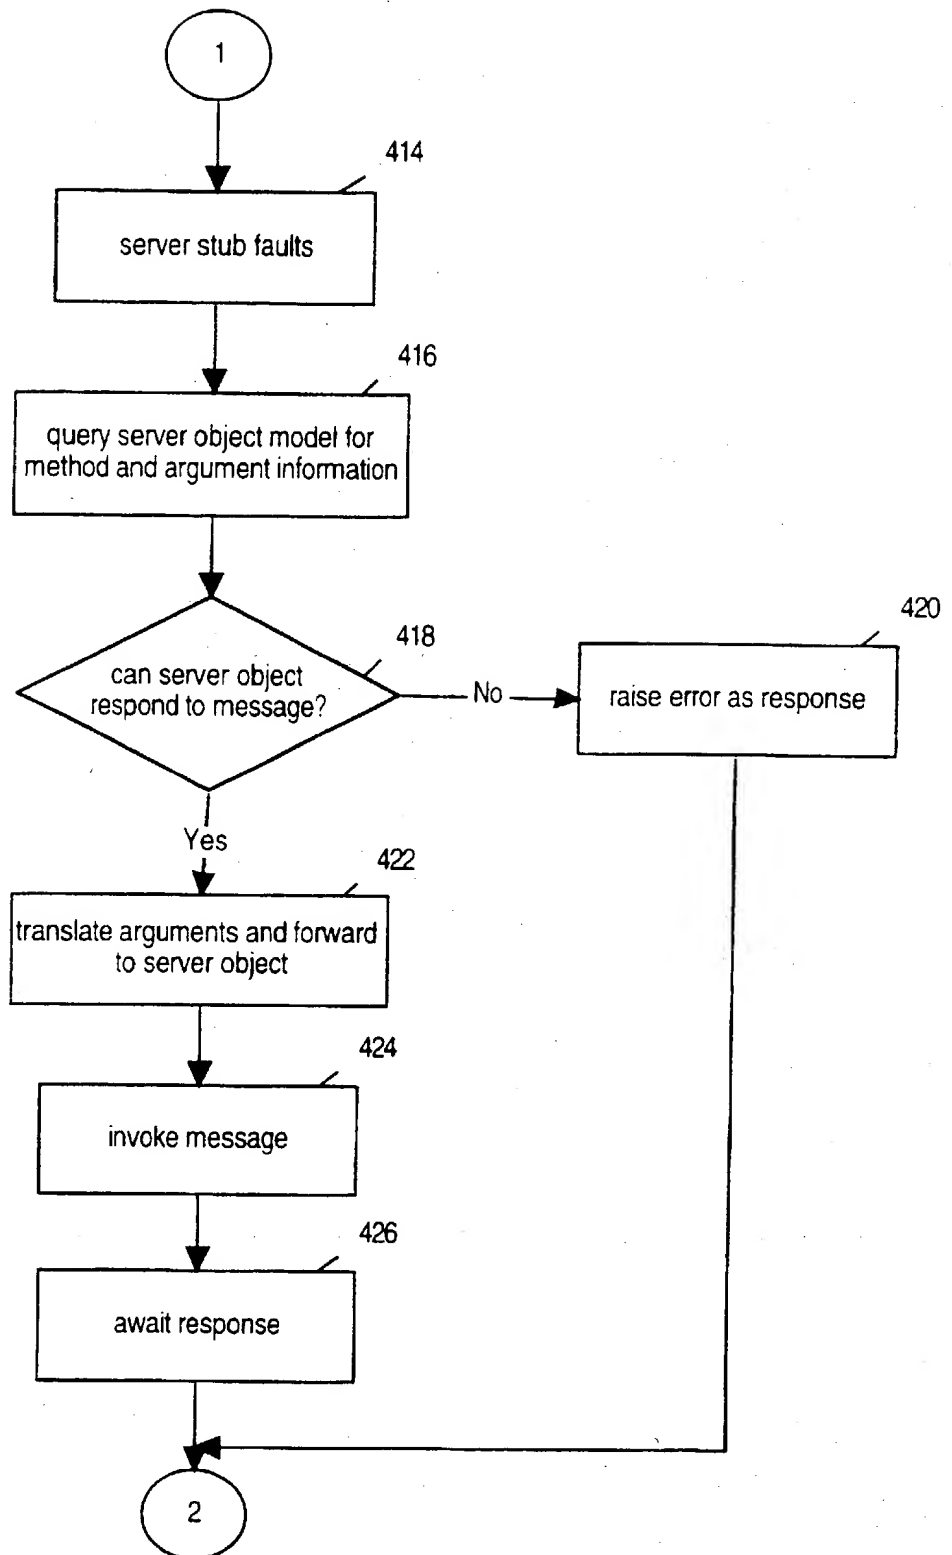 1
414
server stub faults
416
query server object model for
method and argument information
418
can server object
respond to message?
No
420
raise error as response
Yes
422
translate arguments and forward
to server object
424
invoke message
426
await response
2